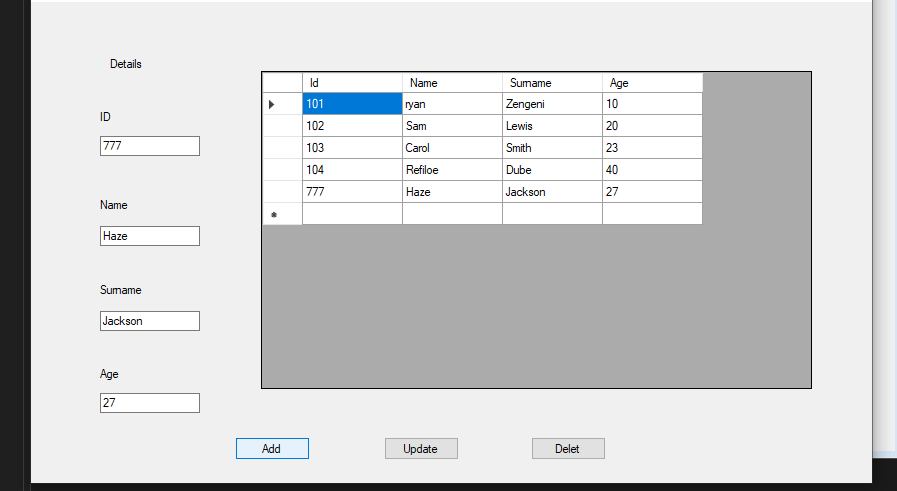 Details
ID
777
Name
Haze
Surname
Jackson
Age
27
Id Name Surname Age
101 ryan Zengeni 10
102 Sam Lewis 20
103 Carol Smith 23
104 Refiloe Dube 40
777 Haze Jackson 27
Add Update Delet